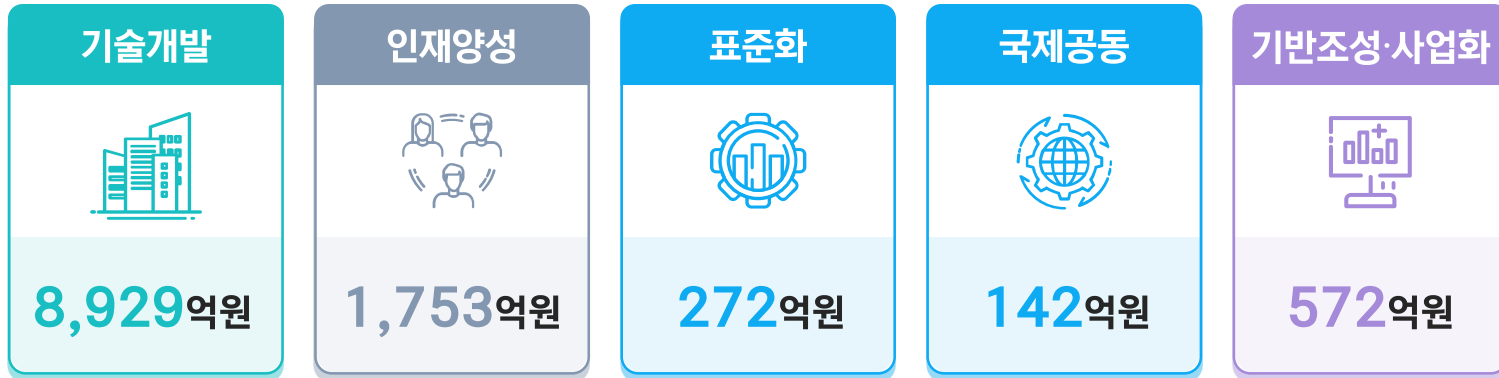 기술개발
8,929억원
인재양성
1,753억원
표준화
272억원
국제공동
142억원
기반조성·사업화
572억원